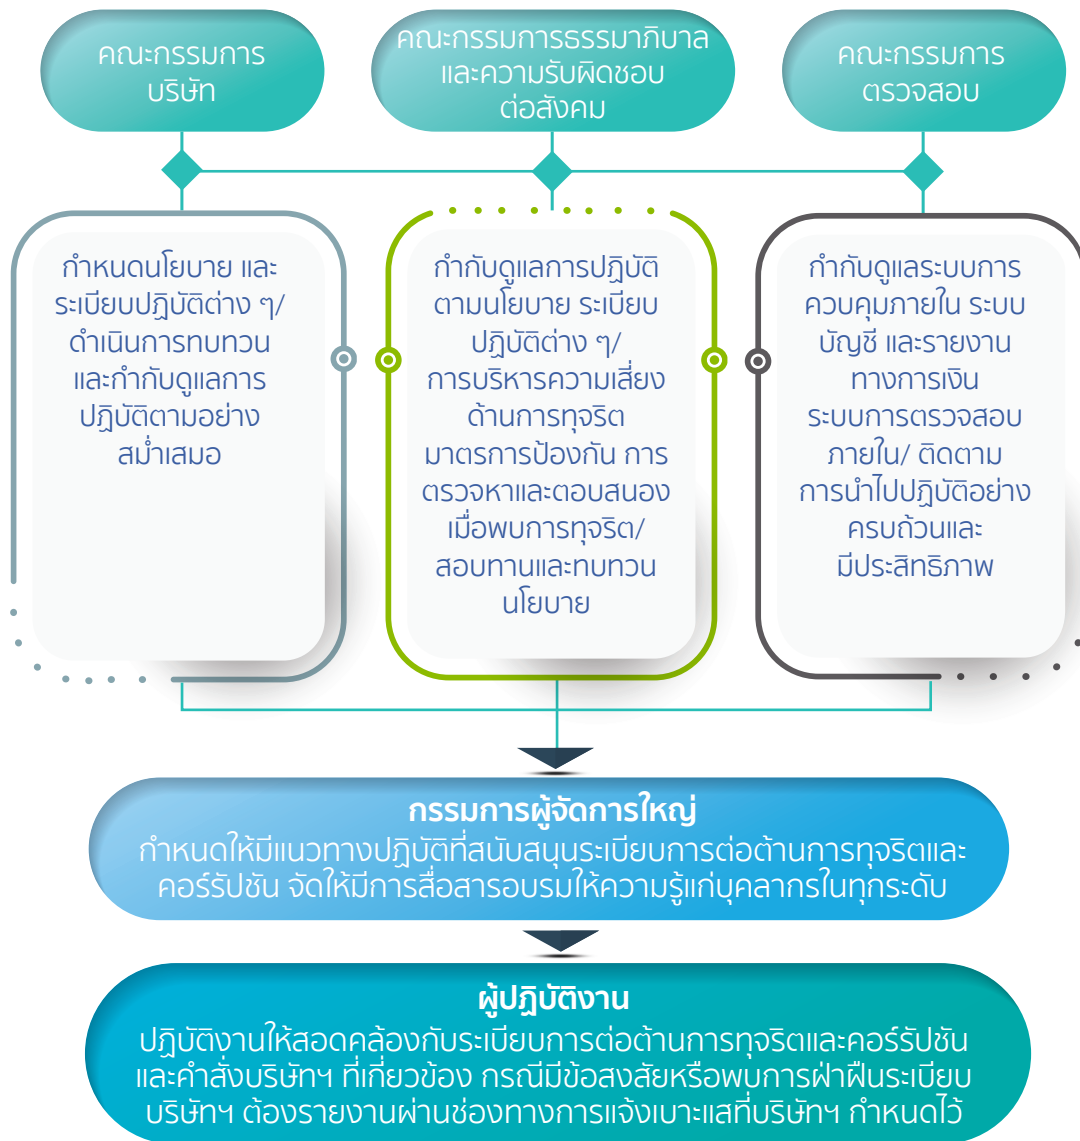 คณะกรรมการ
บริษัท
คณะกรรมการธรรมาภิบาล
และความรับผิดชอบ
ต่อสังคม
คณะกรรมการ
ตรวจสอบ
กำหนดนโยบาย และ
ระเบียบปฏิบัติต่าง ๆ/
ดำเนินการทบทวน
และกำกับดูแลการ
ปฏิบัติตามอย่าง
สม่ำเสมอ
กำกับดูแลการปฏิบัติ
ตามนโยบาย ระเบียบ
ปฏิบัติต่าง ๆ/
การบริหารความเสี่ยง
ด้านการทุจริต
มาตรการป้องกัน การ
ตรวจหาและตอบสนอง
เมื่อพบการทุจริต/
สอบทานและทบทวน
นโยบาย
กำกับดูแลระบบการ
ควบคุมภายใน ระบบ
บัญชี และรายงาน
ทางการเงิน
ระบบการตรวจสอบ
ภายใน/ ติดตาม
การนำไปปฏิบัติอย่าง
ครบถ้วนและ
มีประสิทธิภาพ
กรรมการผู้จัดการใหญ่
กำหนดให้มีแนวทางปฏิบัติที่สนับสนุนระเบียบการต่อต้านการทุจริตและ
คอร์รัปชัน จัดให้มีการสื่อสารอบรมให้ความรู้แก่บุคลากรในทุกระดับ
ผู้ปฏิบัติงาน
ปฏิบัติงานให้สอดคล้องกับระเบียบการต่อต้านการทุจริตและคอร์รัปชัน
และคำสั่งบริษัทฯ ที่เกี่ยวข้อง กรณีมีข้อสงสัยหรือพบการฝ่าฝืนระเบียบ
บริษัทฯ ต้องรายงานผ่านช่องทางการแจ้งเบาะแสที่บริษัทฯ กำหนดไว้